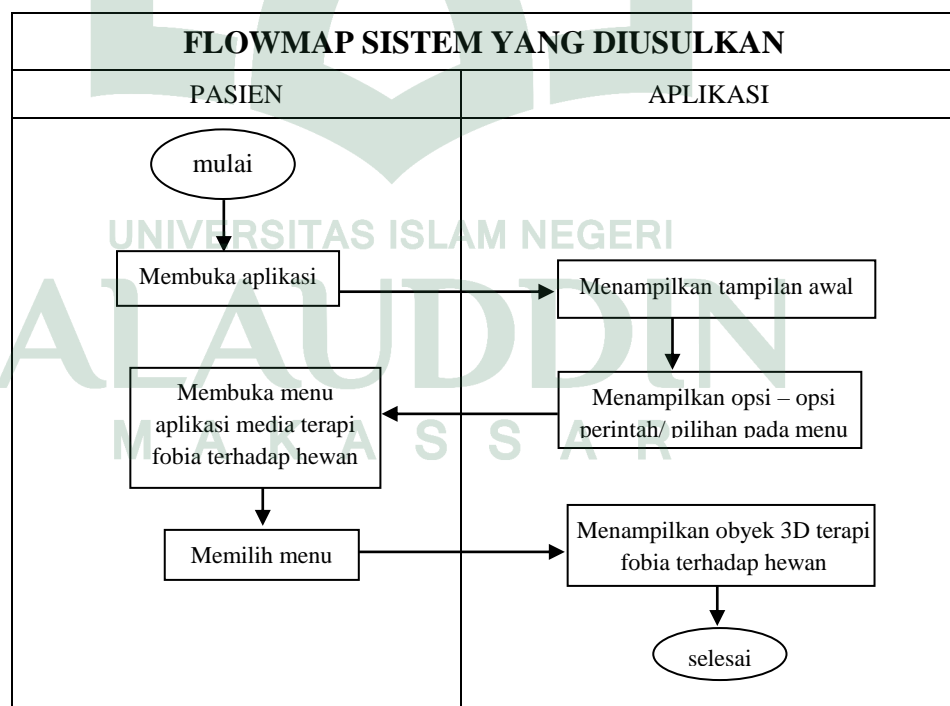 FLOWMAP SISTEM YANG DIUSULKAN
PASIEN
APLIKASI
mulai
UNIVERSITAS ISLAM NEGERI
Membuka aplikasi
Menampilkan tampilan awal
ALAUDDIN
Membuka menu
aplikasi media terapi
fobia terhadap hewan
Menampilkan opsi – opsi
perintah/ pilihan pada menu
MAKASSAR
Memilih menu
Menampilkan obyek 3D terapi
fobia terhadap hewan
selesai